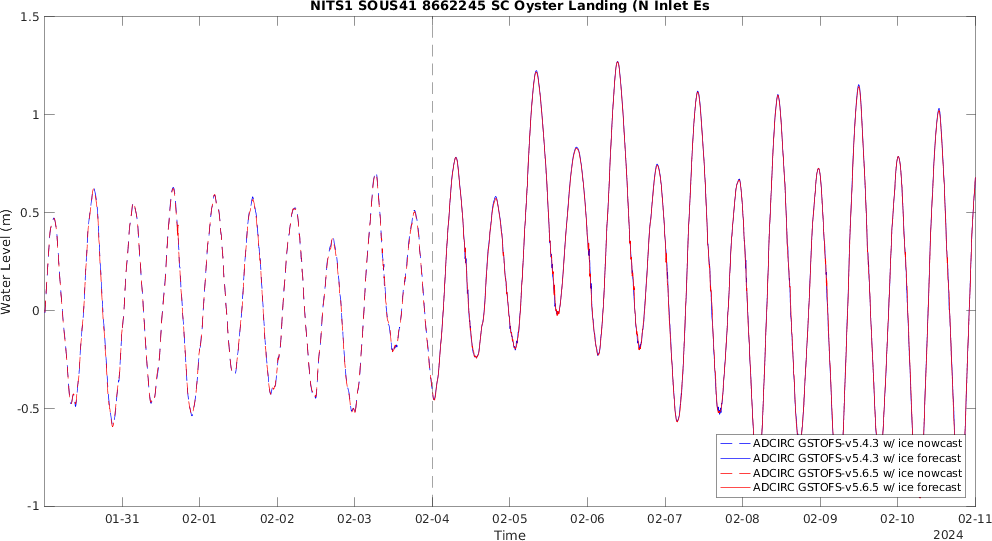 NITS1 SOUS41 8662245 SC Oyster Landing (N Inlet Es
Water Level (m)
1.5
1
0.5
0
-0.5
-1
01-31 02-01 02-02 02-03 02-04 02-05 02-06 02-07 02-08 02-09 02-10 02-11
Time
2024
ADCIRC GSTOFS-v5.4.3 w/ ice nowcast
ADCIRC GSTOFS-v5.4.3 w/ ice forecast
ADCIRC GSTOFS-v5.6.5 w/ ice nowcast
ADCIRC GSTOFS-v5.6.5 w/ ice forecast